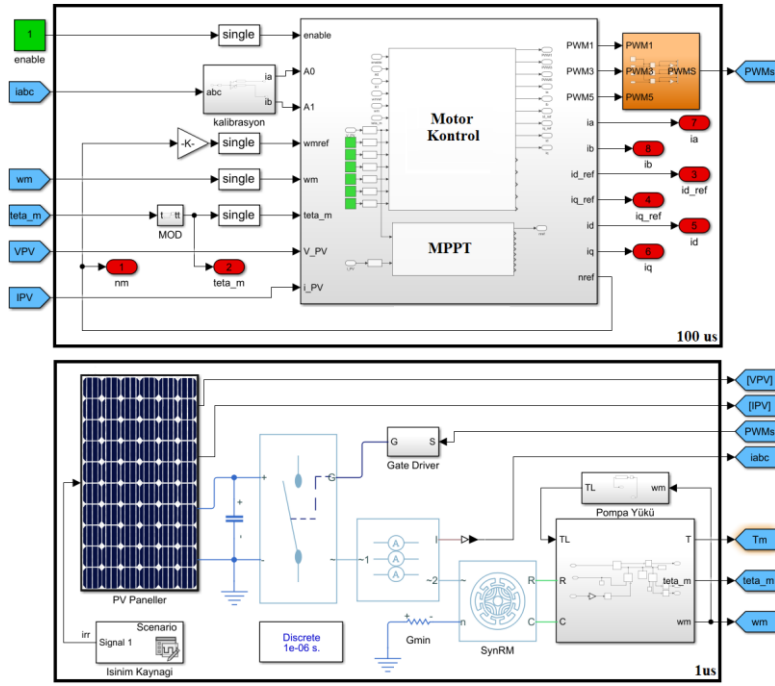 1
enable
single
enable
iabc
abc
ia
ib
kalibrasyon
A0
A1
-K-
single
wmref
wm
single
wm
teta_m
t
tt
MOD
single
teta_m
VPV
V_PV
IPV
i_PV
1
nm
2
teta_m
Motor
Kontrol
MPPT
PWM1
PWM3
PWM5
ia
ib
id_ref
iq_ref
id
iq
nref
PWM1
PWM3
PWM5
PWMS
PWMs
7
ia
6
ib
3
id_ref
4
iq_ref
5
id
iq
100 us
[VPV]
[IPV]
PWMs
iabc
Tm
teta_m
wm
PV Paneller
irr
Scenario
Signal 1
Isinim Kaynagi
+
-
+
-
G
~
Discrete
1e-06 s.
G
S
Gate Driver
~1
A
A
A
I
~2
+
-
Gmin
~
n
R
C
SynRM
TL
wm
Pompa Yükü
TL
R
C
T
teta_m
wm
1us